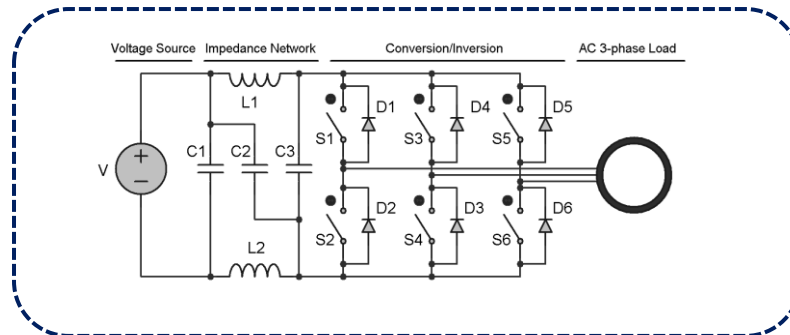 Voltage Source Impedance Network Conversion/Inversion AC 3-phase Load
L1
D1 D4 D5
S1 S3 S5
C1 C2 C3
V
+
−
D2 D3 D6
L2
S2 S4 S6